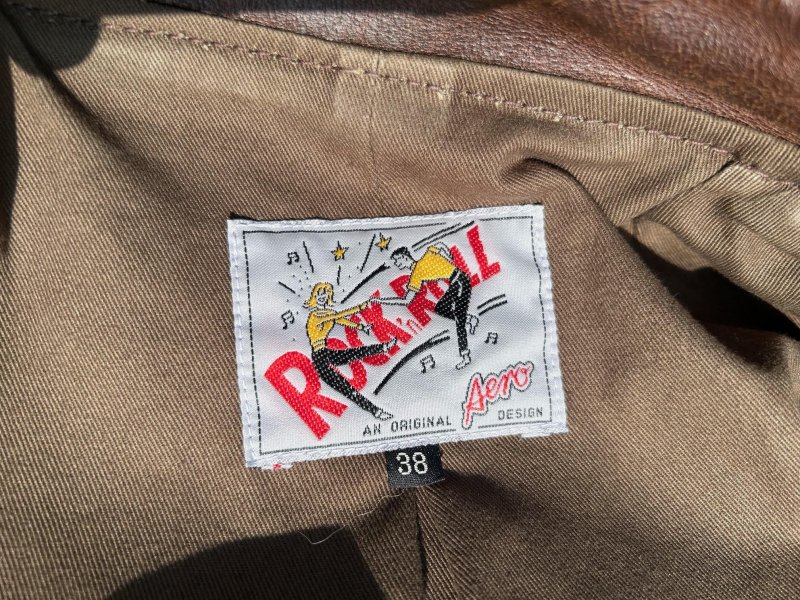 ROCK 'n' ROLL
AN ORIGINAL Aero DESIGN
38